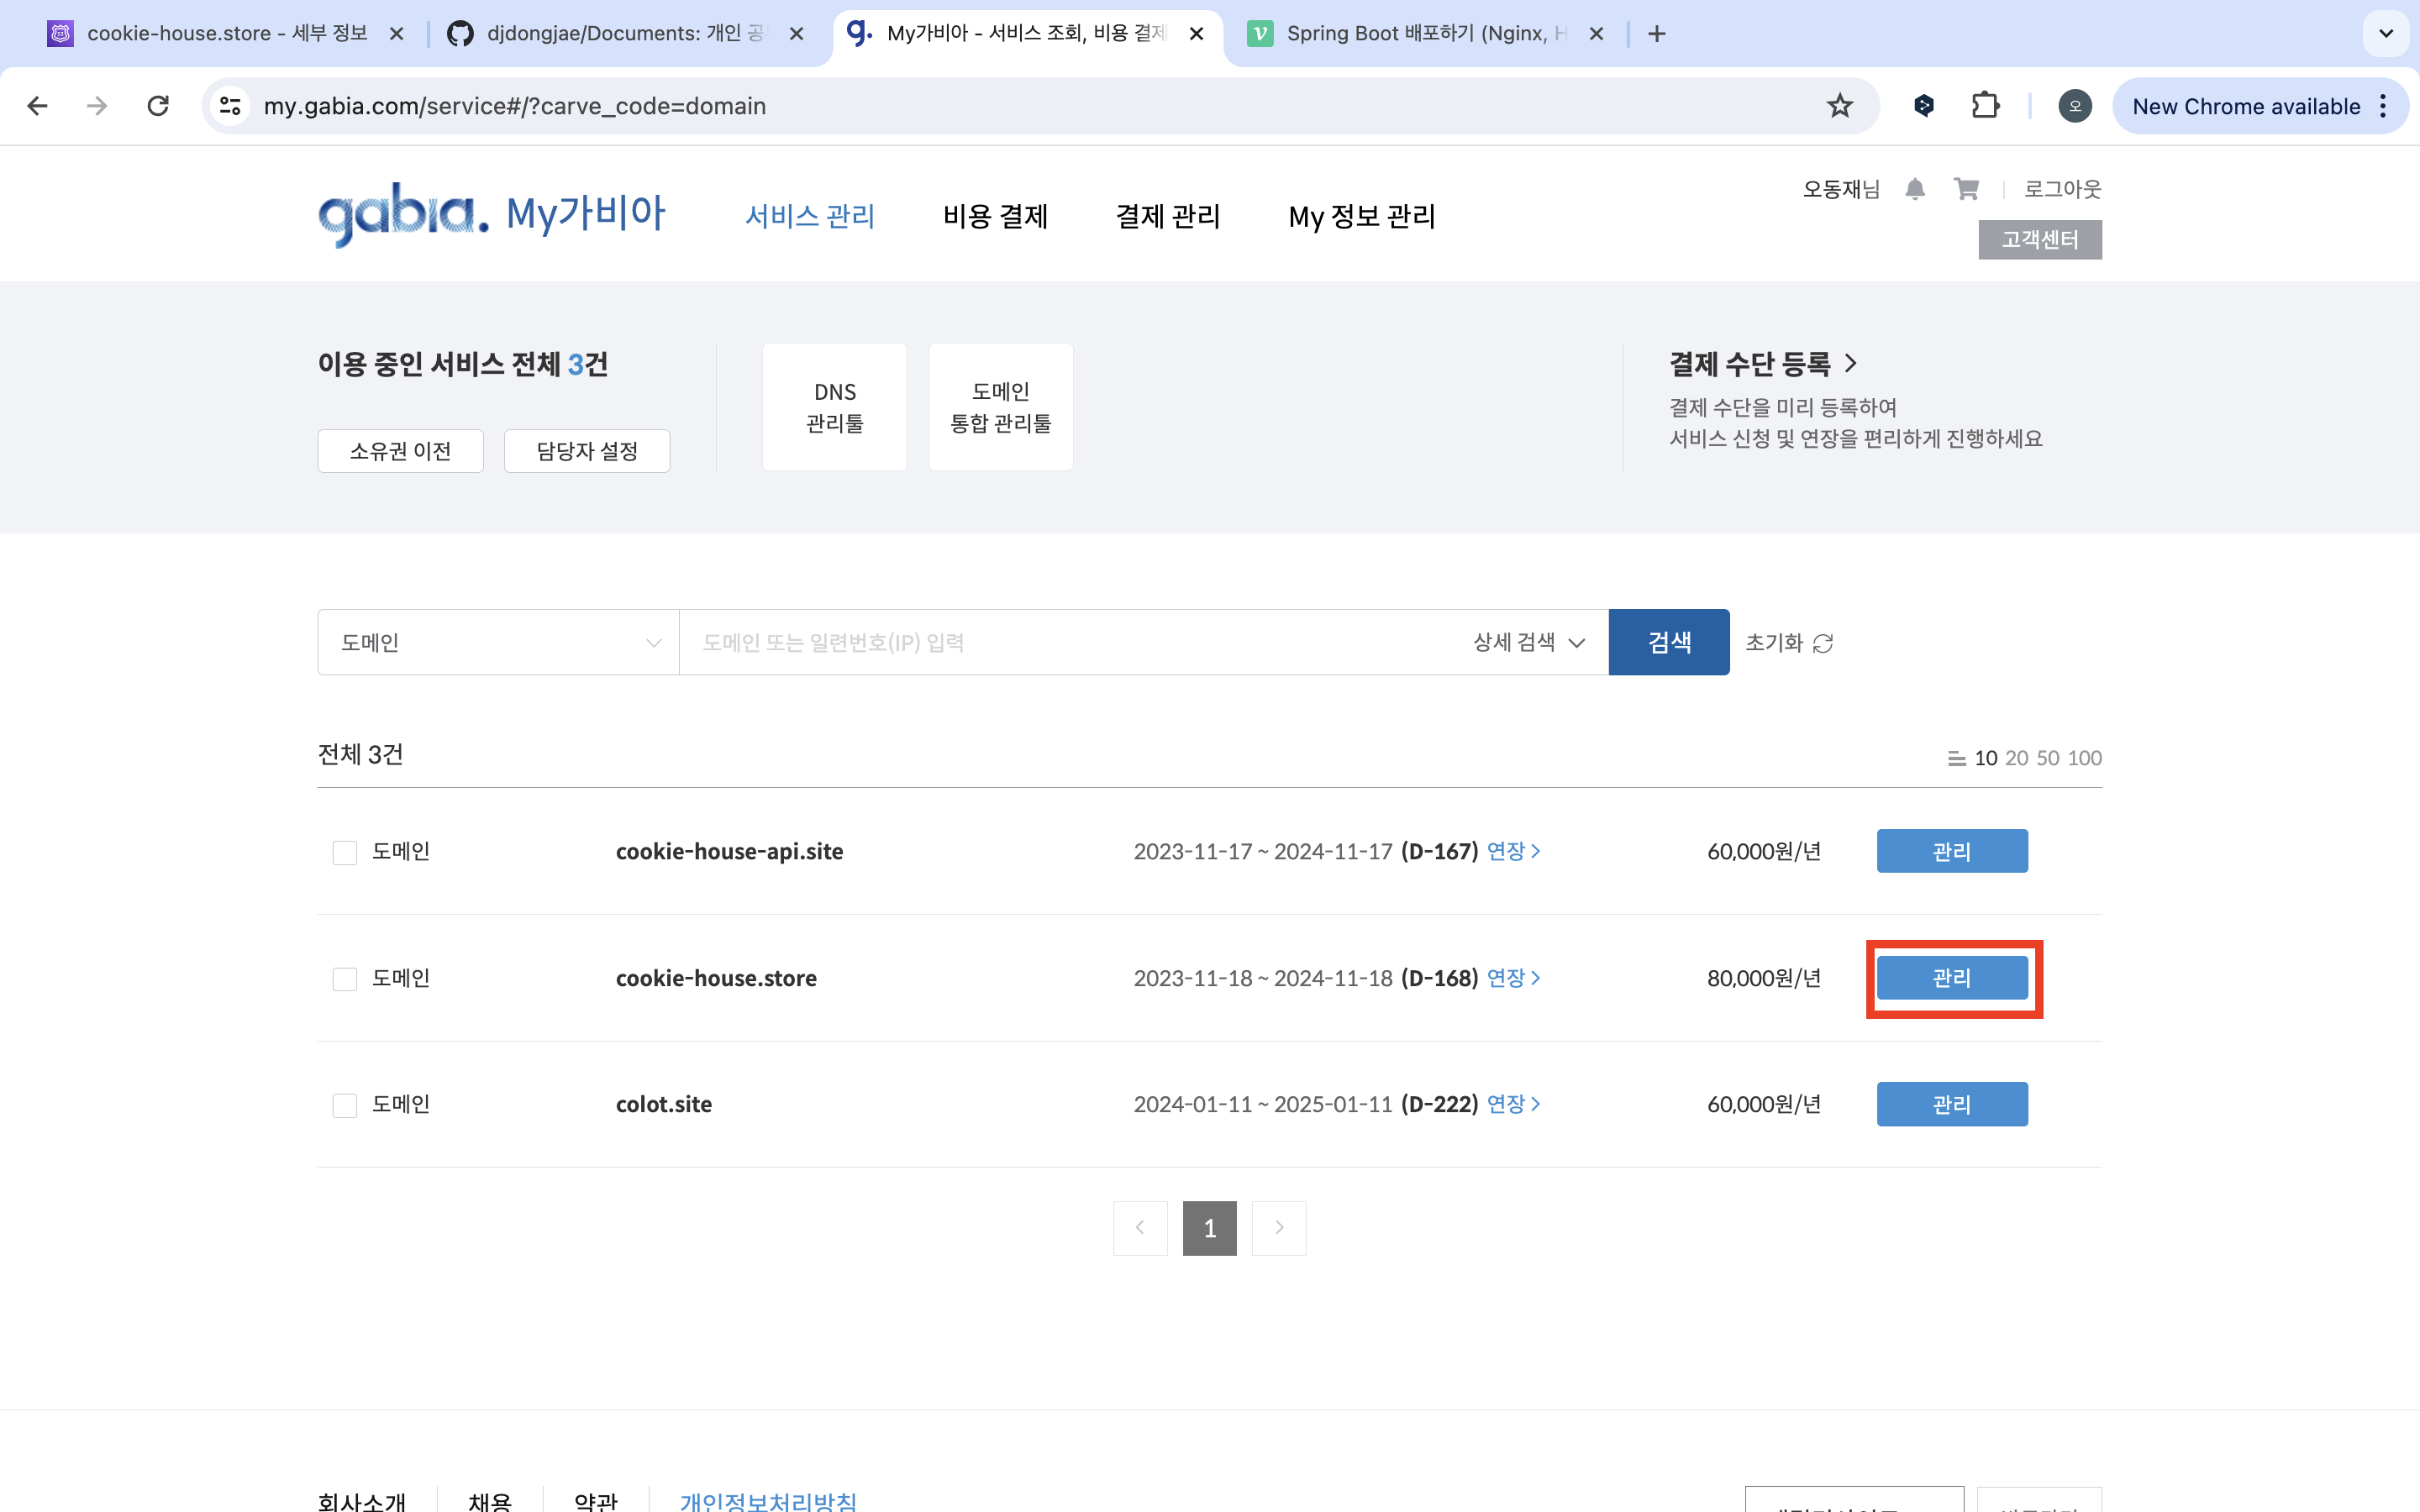 cookie-house.store - 세부 정보
djdongjae/Documents: 개인 공
My가비아 - 서비스 조회, 비용 결제
Spring Boot 배포하기 (Nginx, H
my.gabia.com/service#/?carve_code=domain
오
New Chrome available
gabia. My가비아
서비스 관리
비용 결제
결제 관리
My 정보 관리
오동재님
로그아웃
고객센터
이용 중인 서비스 전체 3건
소유권 이전
담당자 설정
DNS
관리툴
도메인
통합 관리툴
결제 수단 등록
결제 수단을 미리 등록하여
서비스 신청 및 연장을 편리하게 진행하세요
도메인
도메인 또는 일련번호(IP) 입력
상세 검색
검색
초기화
전체 3건
10 20 50 100
도메인 cookie-house-api.site 2023-11-17 ~ 2024-11-17 (D-167) 연장 60,000원/년 관리
도메인 cookie-house.store 2023-11-18 ~ 2024-11-18 (D-168) 연장 80,000원/년 관리
도메인 colot.site 2024-01-11 ~ 2025-01-11 (D-222) 연장 60,000원/년 관리
1
회사소개
채용
약관
개인정보처리방침